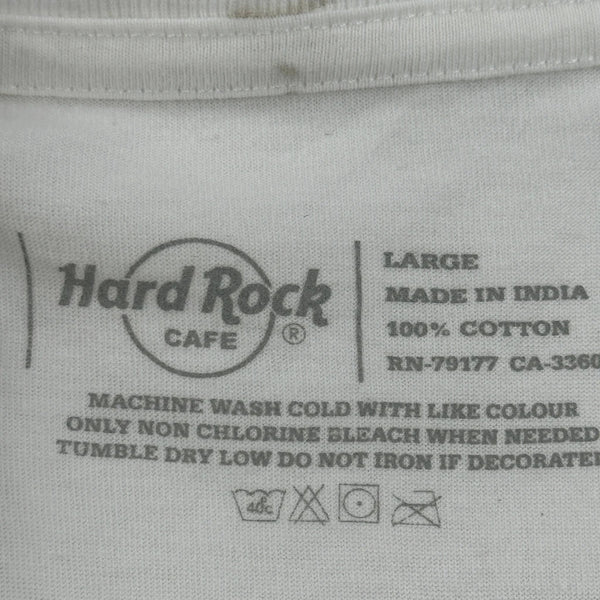 Hard Rock
CAFE
®
LARGE
MADE IN INDIA
100% COTTON
RN-79177 CA-3360
MACHINE WASH COLD WITH LIKE COLOUR
ONLY NON CHLORINE BLEACH WHEN NEEDED
TUMBLE DRY LOW DO NOT IRON IF DECORATED
40c